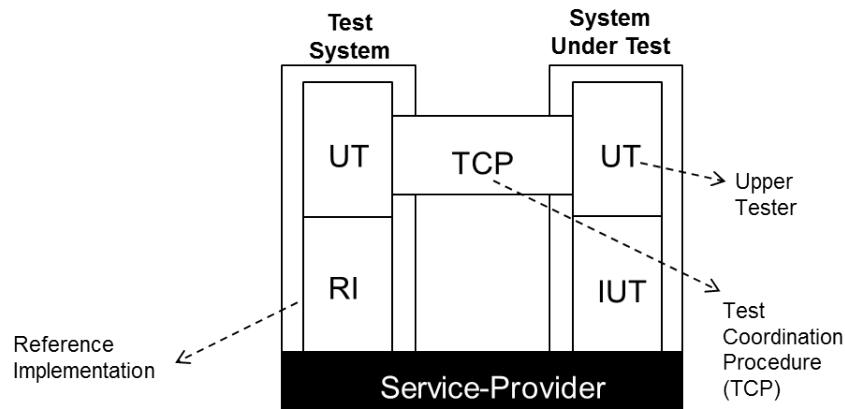 Test
System
System
Under Test
UT
TCP
UT
Upper
Tester
RI
IUT
Reference
Implementation
Test
Coordination
Procedure
(TCP)
Service-Provider